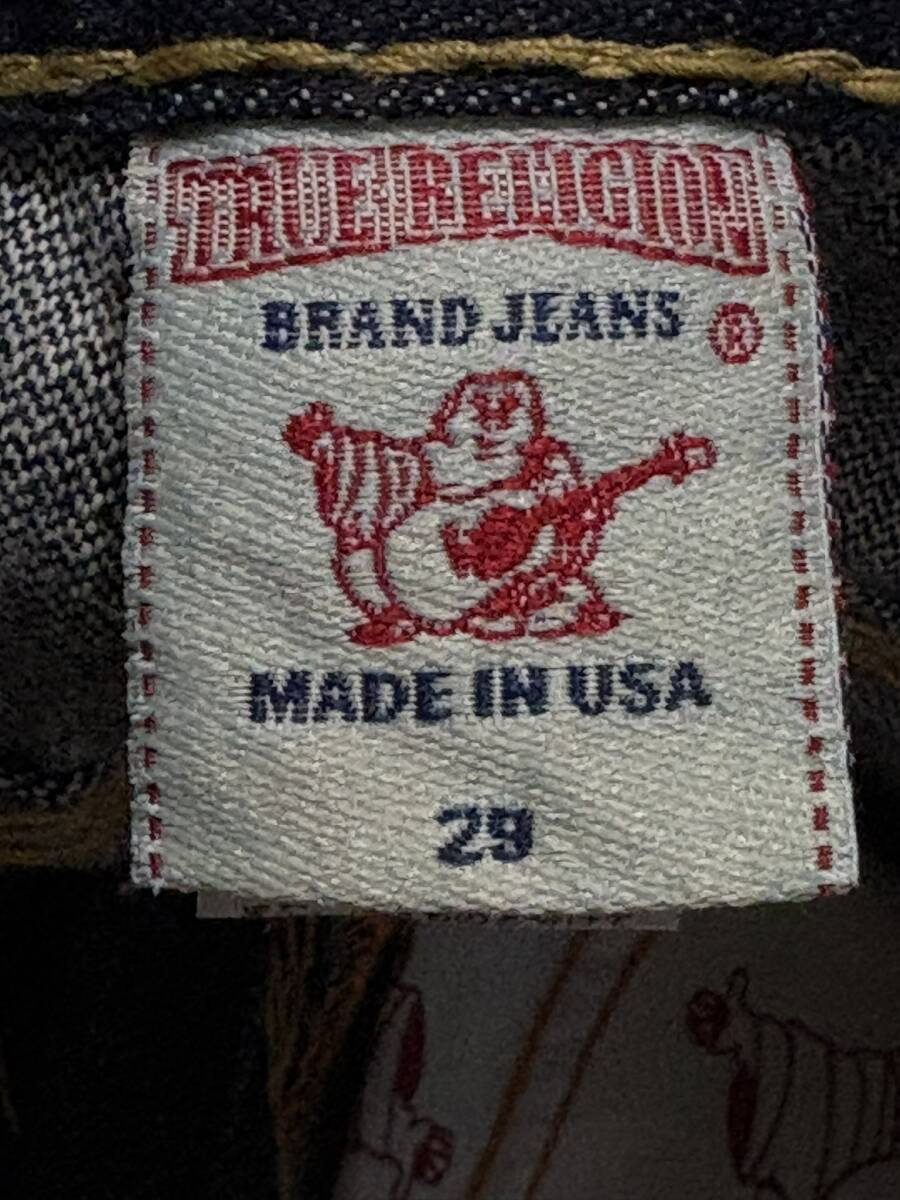 TRUE RELIGION
BRAND JEANS ®
MADE IN USA
29